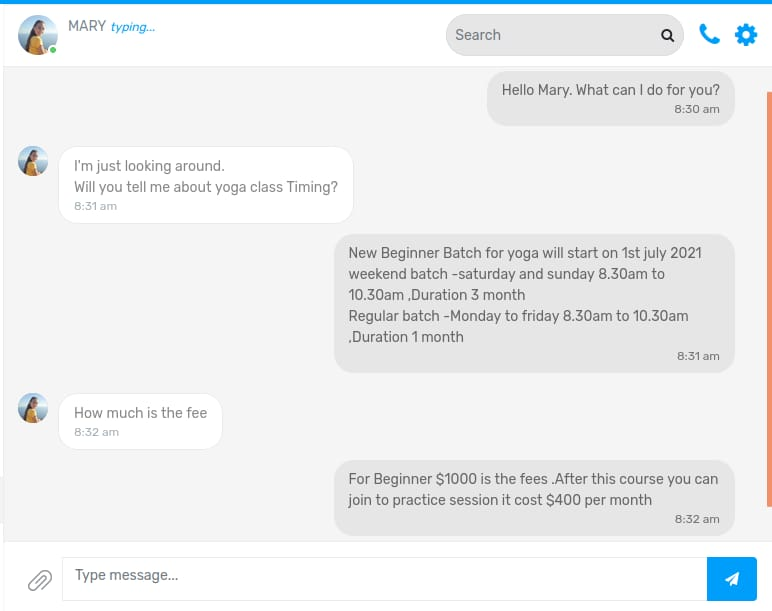 MARY typing...
Search
Hello Mary. What can I do for you?
8:30 am
I'm just looking around.
Will you tell me about yoga class Timing?
8:31 am
New Beginner Batch for yoga will start on 1st july 2021
weekend batch -saturday and sunday 8.30am to
10.30am ,Duration 3 month
Regular batch -Monday to friday 8.30am to 10.30am
,Duration 1 month
8:31 am
How much is the fee
8:32 am
For Beginner $1000 is the fees .After this course you can
join to practice session it cost $400 per month
8:32 am
Type message...